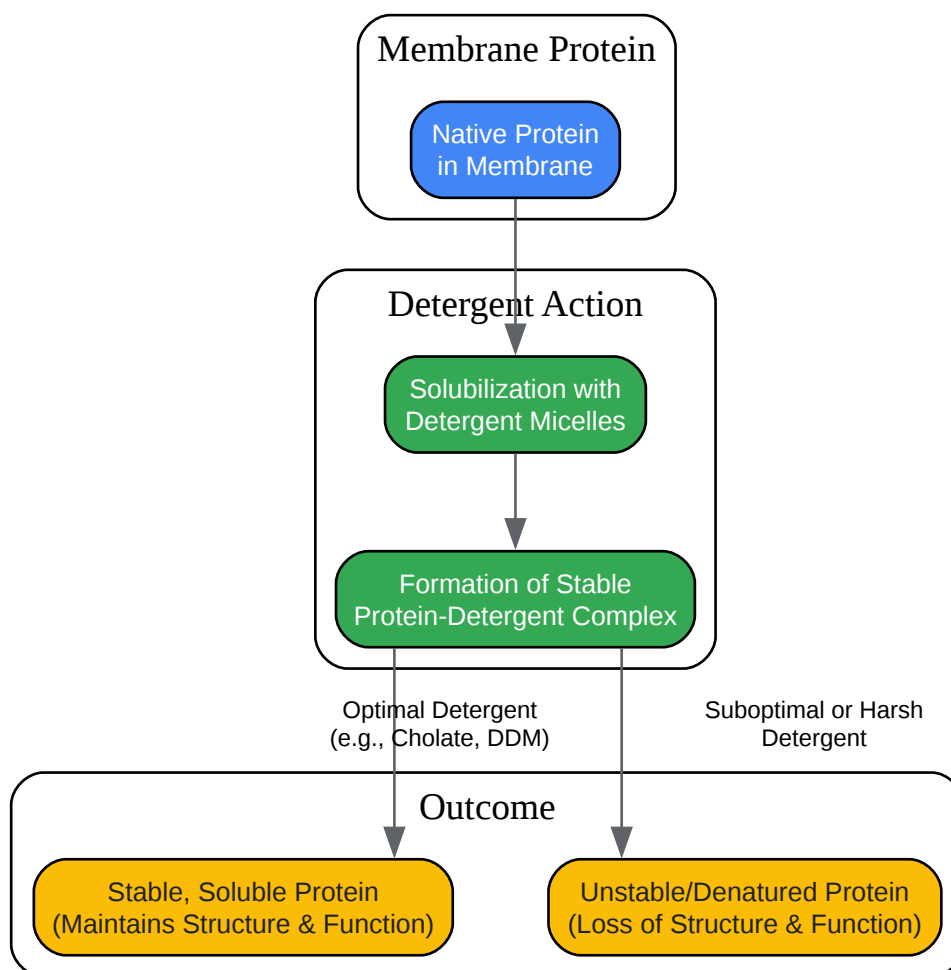 Membrane Protein
Native Protein
in Membrane
Detergent Action
Solubilization with
Detergent Micelles
Formation of Stable
Protein-Detergent Complex
Optimal Detergent
(e.g., Cholate, DDM)
Suboptimal or Harsh
Detergent
Outcome
Stable, Soluble Protein
(Maintains Structure & Function)
Unstable/Denatured Protein
(Loss of Structure & Function)